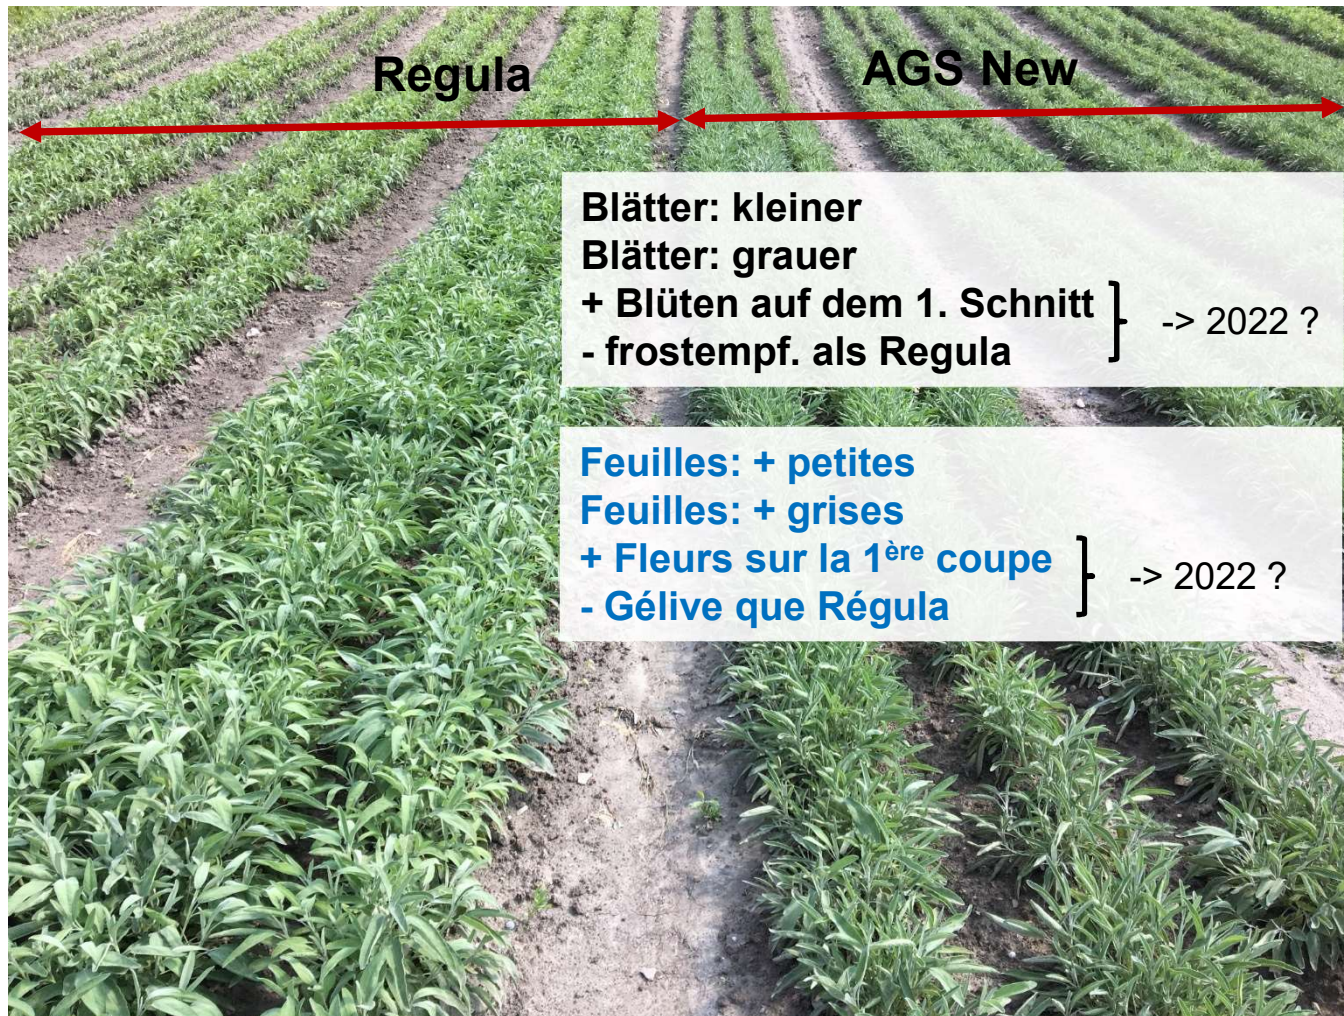 Regula
AGS New
Blätter: kleiner
Blätter: grauer
+ Blüten auf dem 1. Schnitt
- frostempf. als Regula
-> 2022 ?
Feuilles: + petites
Feuilles: + grises
+ Fleurs sur la 1ère coupe
- Gélive que Régula
-> 2022 ?